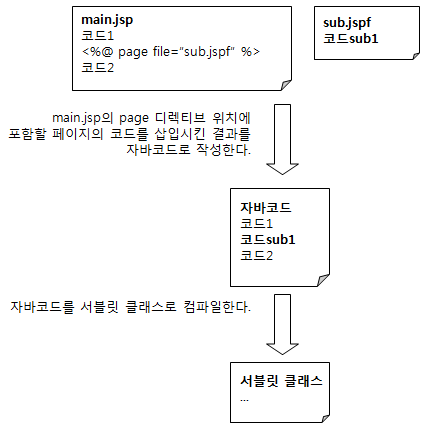 main.jsp
코드1
<%@ page file="sub.jspf" %>
코드2
sub.jspf
코드sub1
main.jsp의 page 디렉티브 위치에
포함할 페이지의 코드를 삽입시킨 결과를
자바코드로 작성한다.
자바코드
코드1
코드sub1
코드2
자바코드를 서블릿 클래스로 컴파일한다.
서블릿 클래스
...